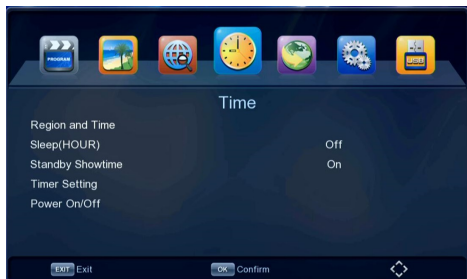 PROGRAM
USB
Time
Region and Time
Sleep(HOUR) Off
Standby Showtime On
Timer Setting
Power On/Off
EXIT Exit OK Confirm